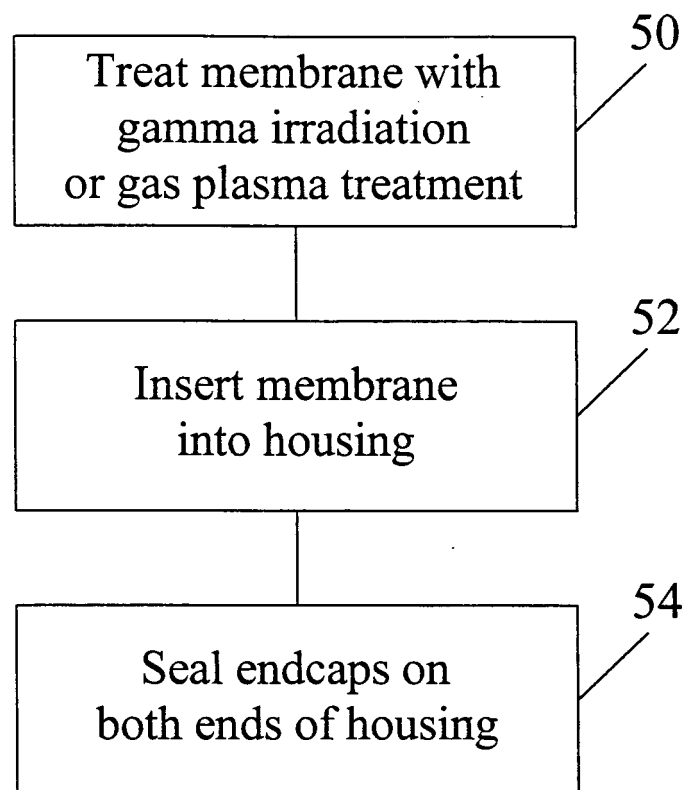 50
Treat membrane with
gamma irradiation
or gas plasma treatment
52
Insert membrane
into housing
54
Seal endcaps on
both ends of housing